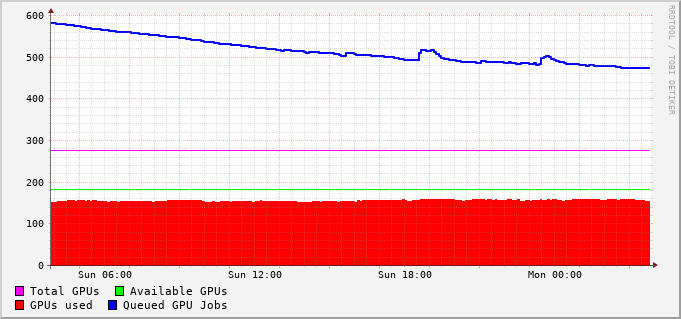 600
500
400
300
200
100
0
Sun 06:00 Sun 12:00 Sun 18:00 Mon 00:00
Total GPUs Available GPUs
GPUs used Queued GPU Jobs
RRDTOOL / TOBI OETIKER